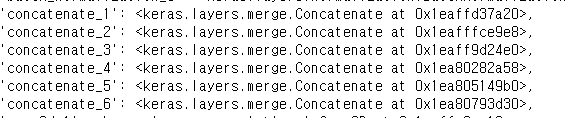 'concatenate_1': <keras.layers.merge.Concatenate at 0x1eaffd37a20>,
'concatenate_2': <keras.layers.merge.Concatenate at 0x1eafffce9e8>,
'concatenate_3': <keras.layers.merge.Concatenate at 0x1eaff9d24e0>,
'concatenate_4': <keras.layers.merge.Concatenate at 0x1ea80282a58>,
'concatenate_5': <keras.layers.merge.Concatenate at 0x1ea805149b0>,
'concatenate_6': <keras.layers.merge.Concatenate at 0x1ea80793d30>,